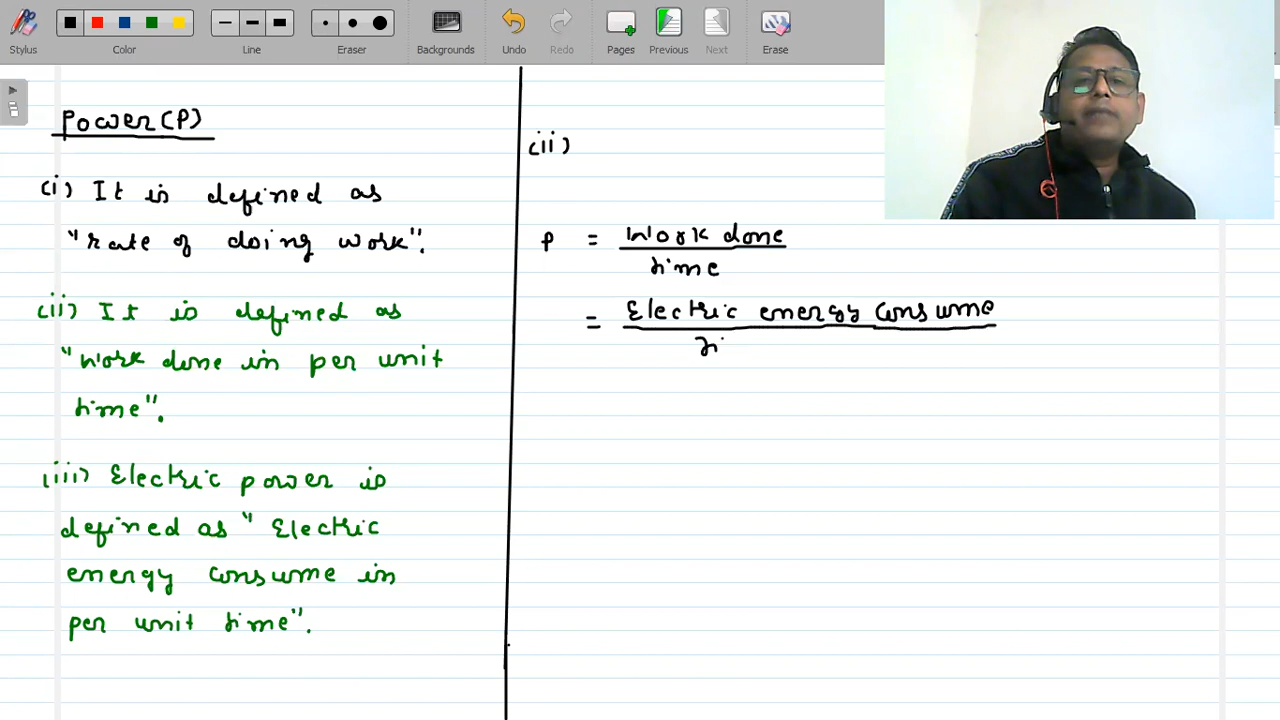 Stylus
Color
Line
Eraser
Backgrounds
Undo
Redo
Pages
Previous
Next
Erase
Power (P)
(i) It is defined as
"rate of doing work".
(ii) It is defined as
"Work done in per unit
time".
(iii) Electric power is
defined as "Electric
energy consume in
per unit time".
(ii)
P = Work done
time
= Electric energy consume
ti